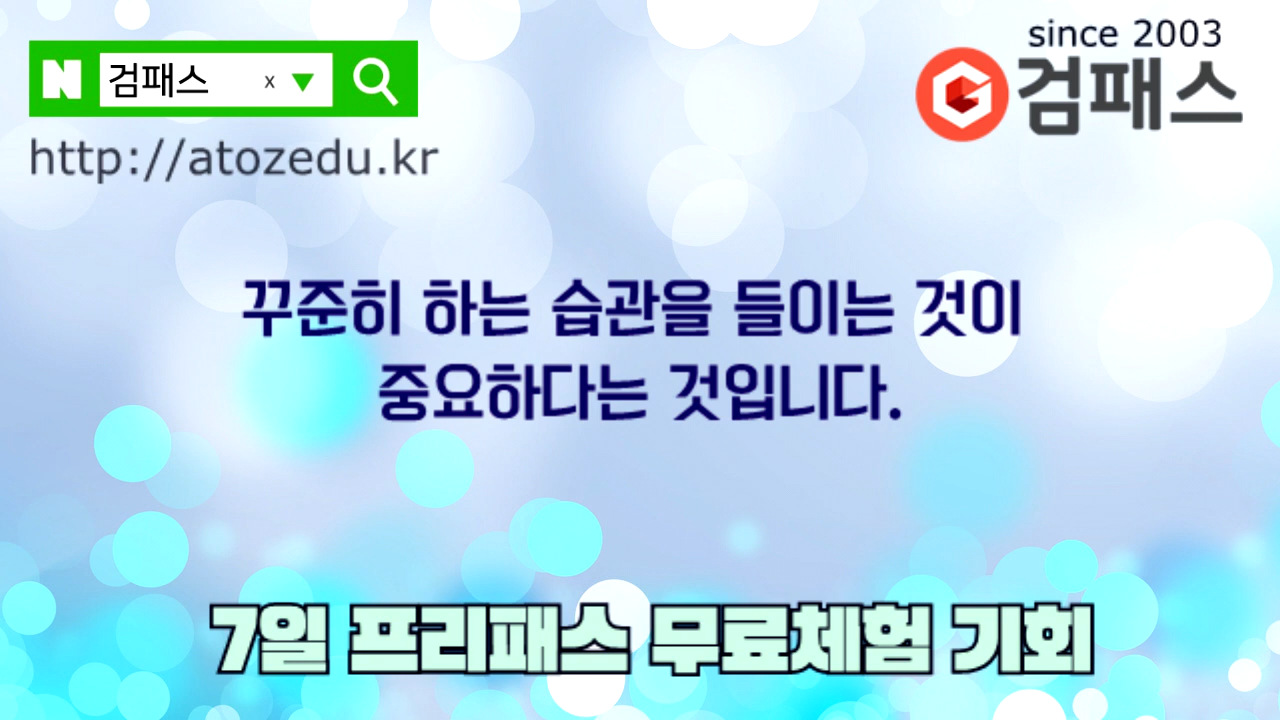 N 검패스 x
http://atozedu.kr
since 2003
검패스
꾸준히 하는 습관을 들이는 것이
중요하다는 것입니다.
7일 프리패스 무료체험 기회